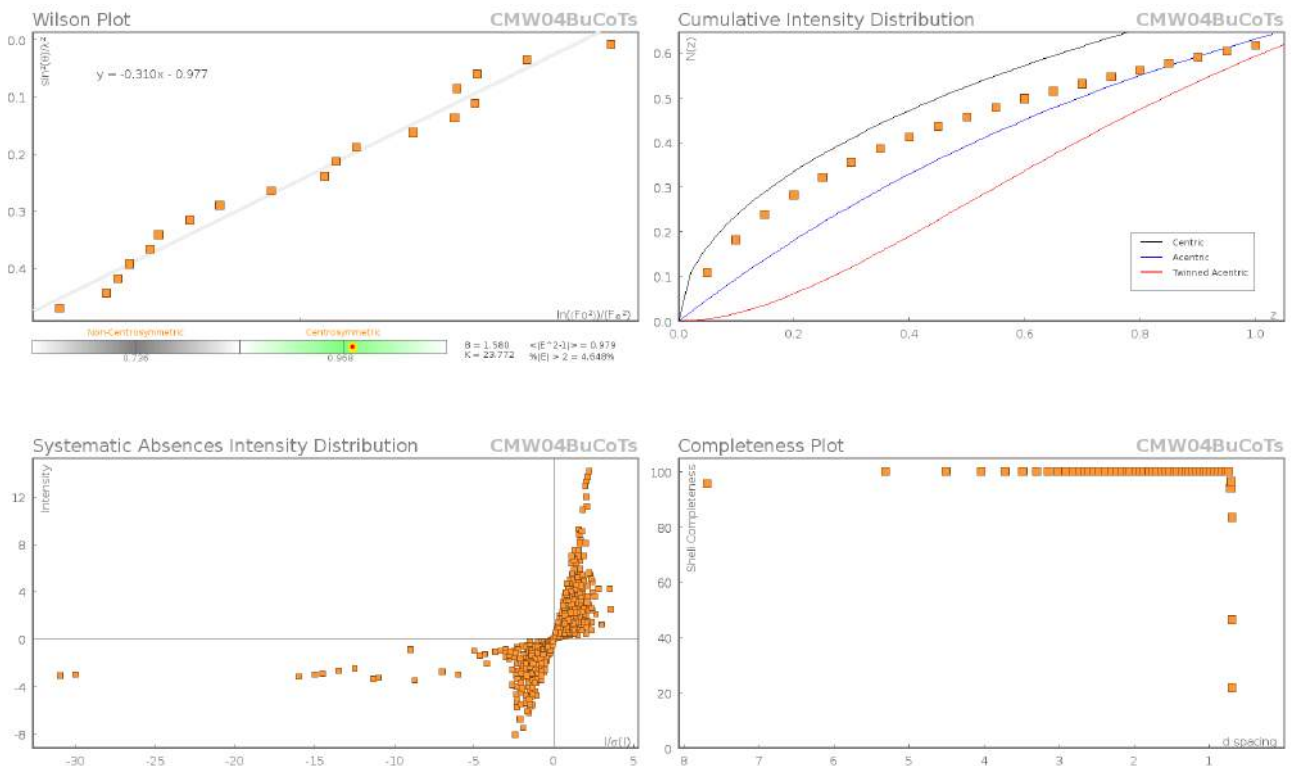 Wilson Plot CMW04BuCoTs
sin²(θ)/λ²
y = -0.310x - 0.977
0.0
0.1
0.2
0.3
0.4
Non-Centrosymmetric Centrosymmetric
0.736 0.968
B = 1.580 <|E^2-1|> = 0.979
K = 23.772 %|E| > 2 = 4.648%
Cumulative Intensity Distribution CMW04BuCoTs
N(z)
0.6
0.5
0.4
0.3
0.2
0.1
0.0
Centric
Acentric
Twinned Acentric
z
0.0 0.2 0.4 0.6 0.8 1.0
Systematic Absences Intensity Distribution CMW04BuCoTs
Intensity
12
8
4
0
-4
-8
I/σ(I)
-30 -25 -20 -15 -10 -5 0 5
Completeness Plot CMW04BuCoTs
Shell Completeness
100
80
60
40
20
0
d spacing
8 7 6 5 4 3 2 1